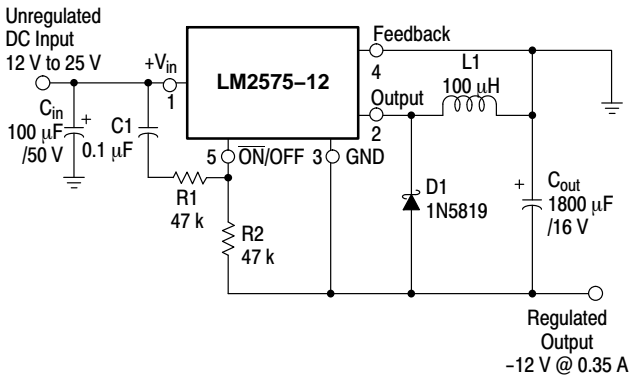 Unregulated
DC Input
12 V to 25 V
+Vin
1
LM2575–12
Feedback
4
L1
100 μH
Output
2
Cin
100 μF
/50 V
+
C1
0.1 μF
5
ON/OFF
3
GND
R1
47 k
R2
47 k
D1
1N5819
+
Cout
1800 μF
/16 V
Regulated
Output
–12 V @ 0.35 A